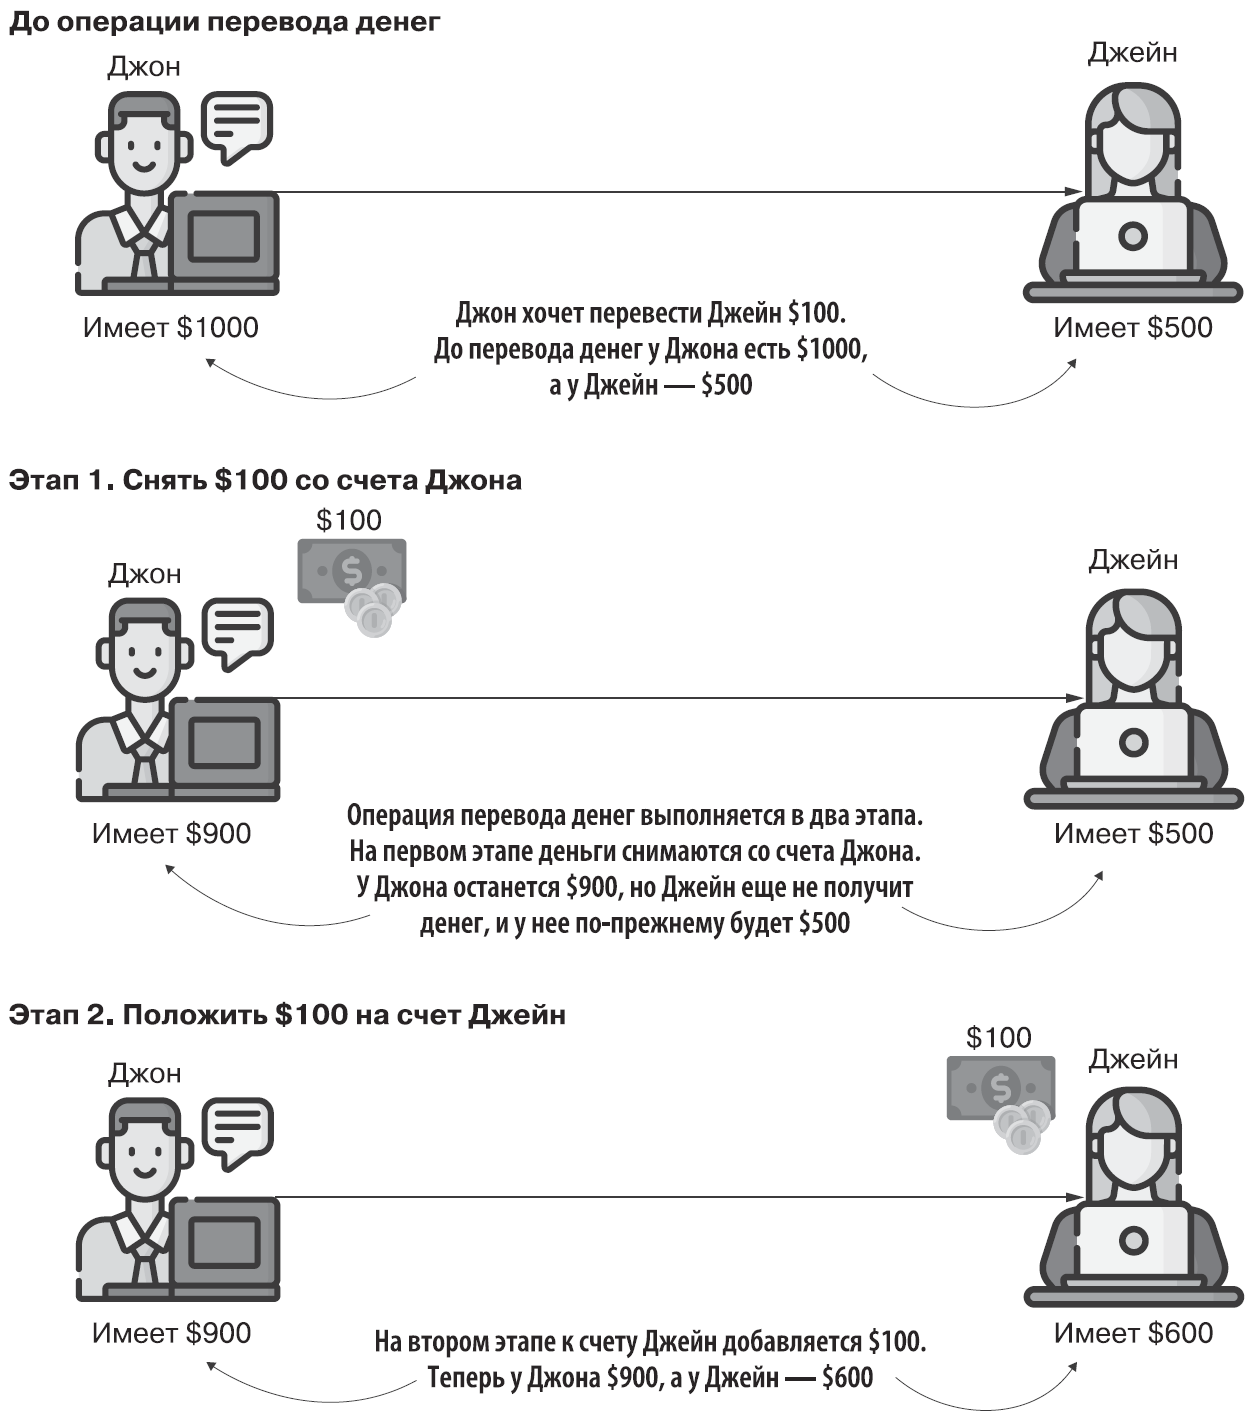 До операции перевода денег
Джон
Джейн
Имеет $1000
Имеет $500
Джон хочет перевести Джейн $100.
До перевода денег у Джона есть $1000,
а у Джейн — $500
Этап 1. Снять $100 со счета Джона
$100
Джон
Джейн
Имеет $900
Имеет $500
Операция перевода денег выполняется в два этапа.
На первом этапе деньги снимаются со счета Джона.
У Джона останется $900, но Джейн еще не получит
денег, и у нее по-прежнему будет $500
Этап 2. Положить $100 на счет Джейн
$100
Джон
Джейн
Имеет $900
Имеет $600
На втором этапе к счету Джейн добавляется $100.
Теперь у Джона $900, а у Джейн — $600